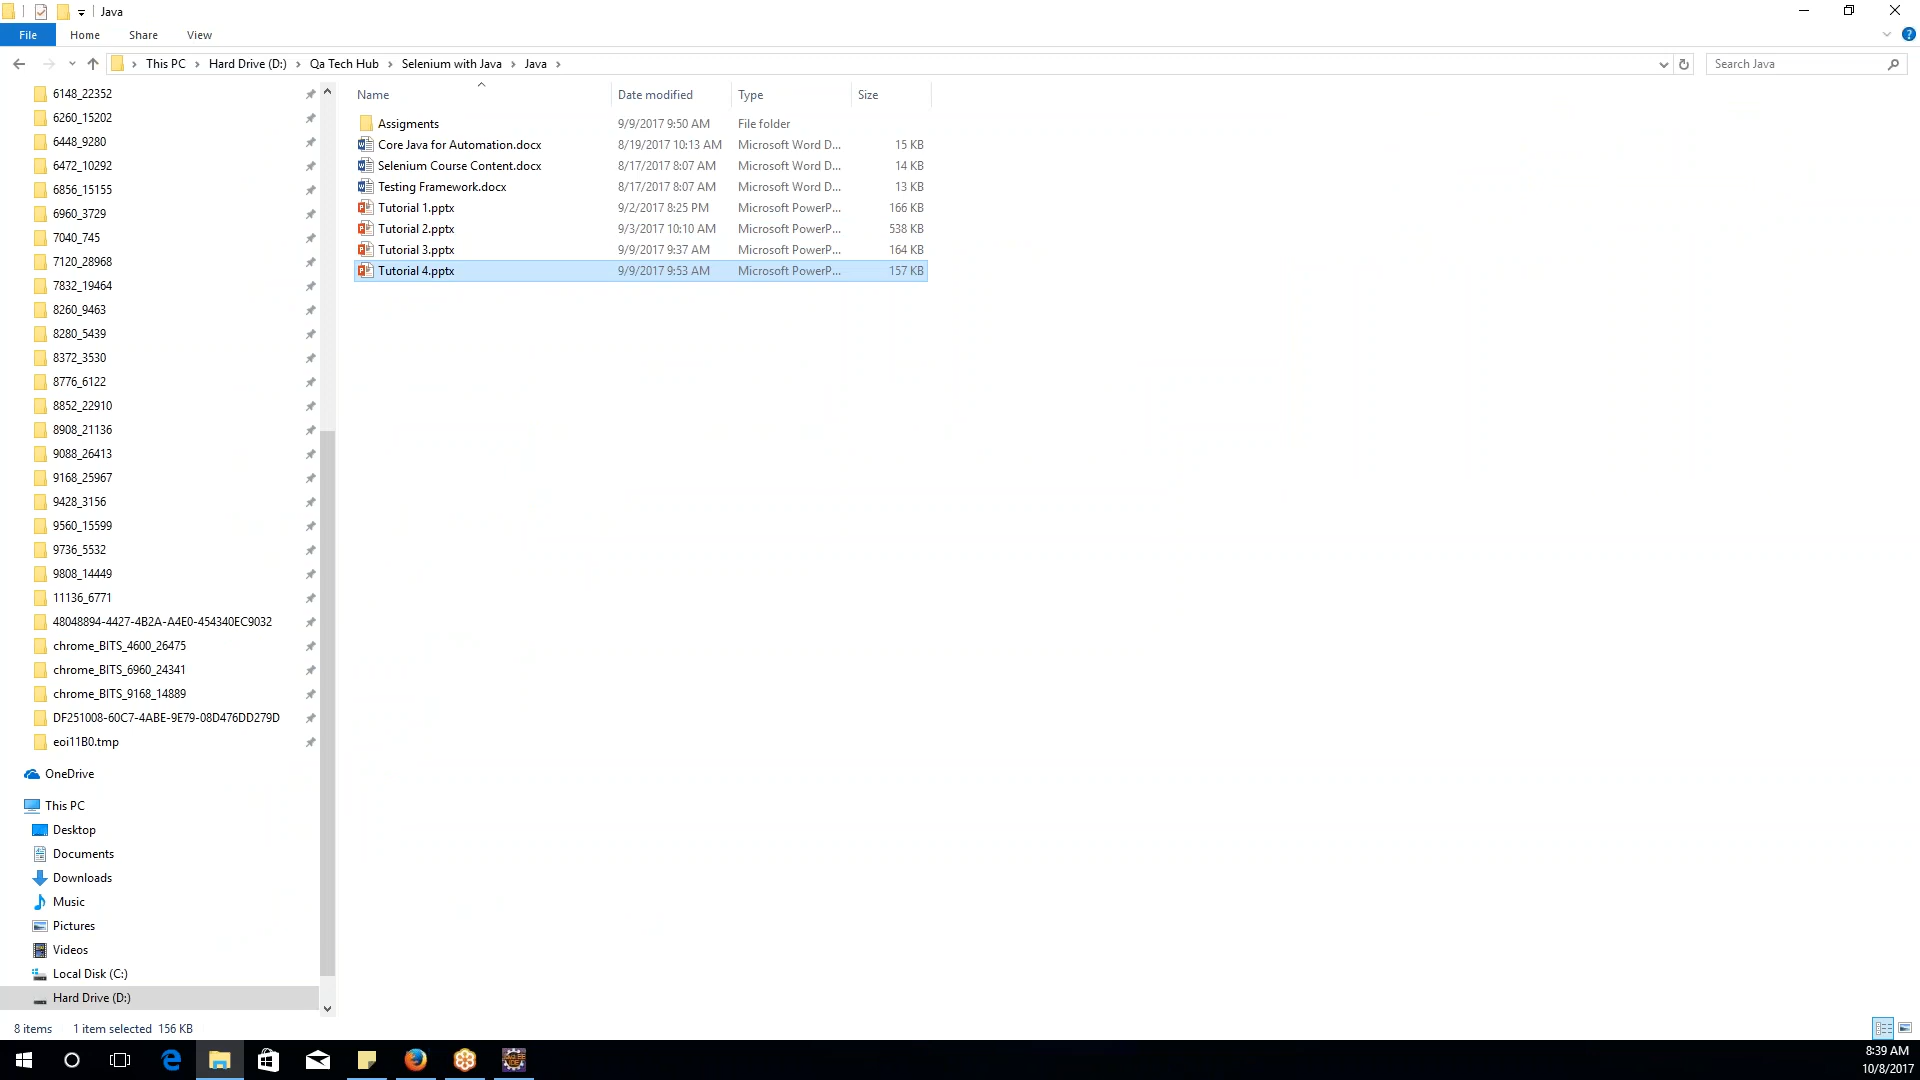 Java
File Home Share View
This PC Hard Drive (D:) Qa Tech Hub Selenium with Java Java
Search Java
Name Date modified Type Size
Assigments 9/9/2017 9:50 AM File folder
Core Java for Automation.docx 8/19/2017 10:13 AM Microsoft Word D... 15 KB
Selenium Course Content.docx 8/17/2017 8:07 AM Microsoft Word D... 14 KB
Testing Framework.docx 8/17/2017 8:07 AM Microsoft Word D... 13 KB
Tutorial 1.pptx 9/2/2017 8:25 PM Microsoft PowerP... 166 KB
Tutorial 2.pptx 9/3/2017 10:10 AM Microsoft PowerP... 538 KB
Tutorial 3.pptx 9/9/2017 9:37 AM Microsoft PowerP... 164 KB
Tutorial 4.pptx 9/9/2017 9:53 AM Microsoft PowerP... 157 KB
6148_22352
6260_15202
6448_9280
6472_10292
6856_15155
6960_3729
7040_745
7120_28968
7832_19464
8260_9463
8280_5439
8372_3530
8776_6122
8852_22910
8908_21136
9088_26413
9168_25967
9428_3156
9560_15599
9736_5532
9808_14449
11136_6771
48048894-4427-4B2A-A4E0-454340EC9032
chrome_BITS_4600_26475
chrome_BITS_6960_24341
chrome_BITS_9168_14889
DF251008-60C7-4ABE-9E79-08D476DD279D
eoi11B0.tmp
OneDrive
This PC
Desktop
Documents
Downloads
Music
Pictures
Videos
Local Disk (C:)
Hard Drive (D:)
8 items 1 item selected 156 KB
8:39 AM
10/8/2017